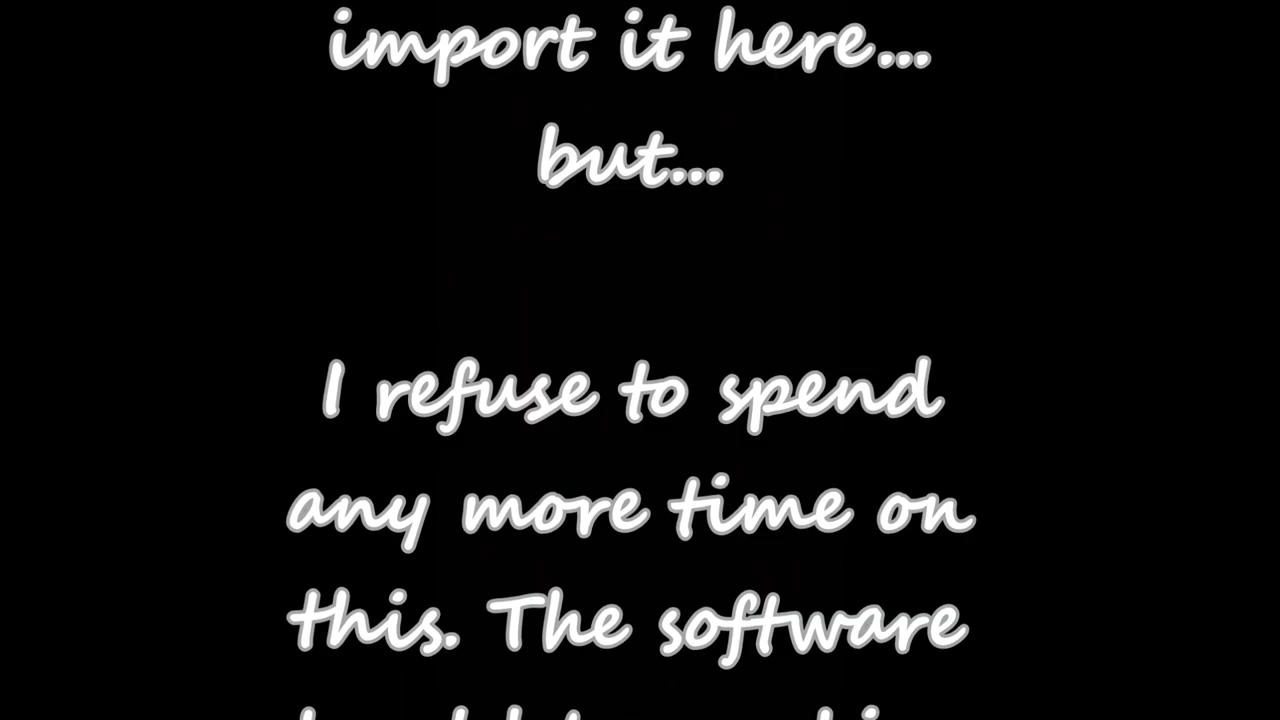 import it here...
but...
I refuse to spend
any more time on
this. The software